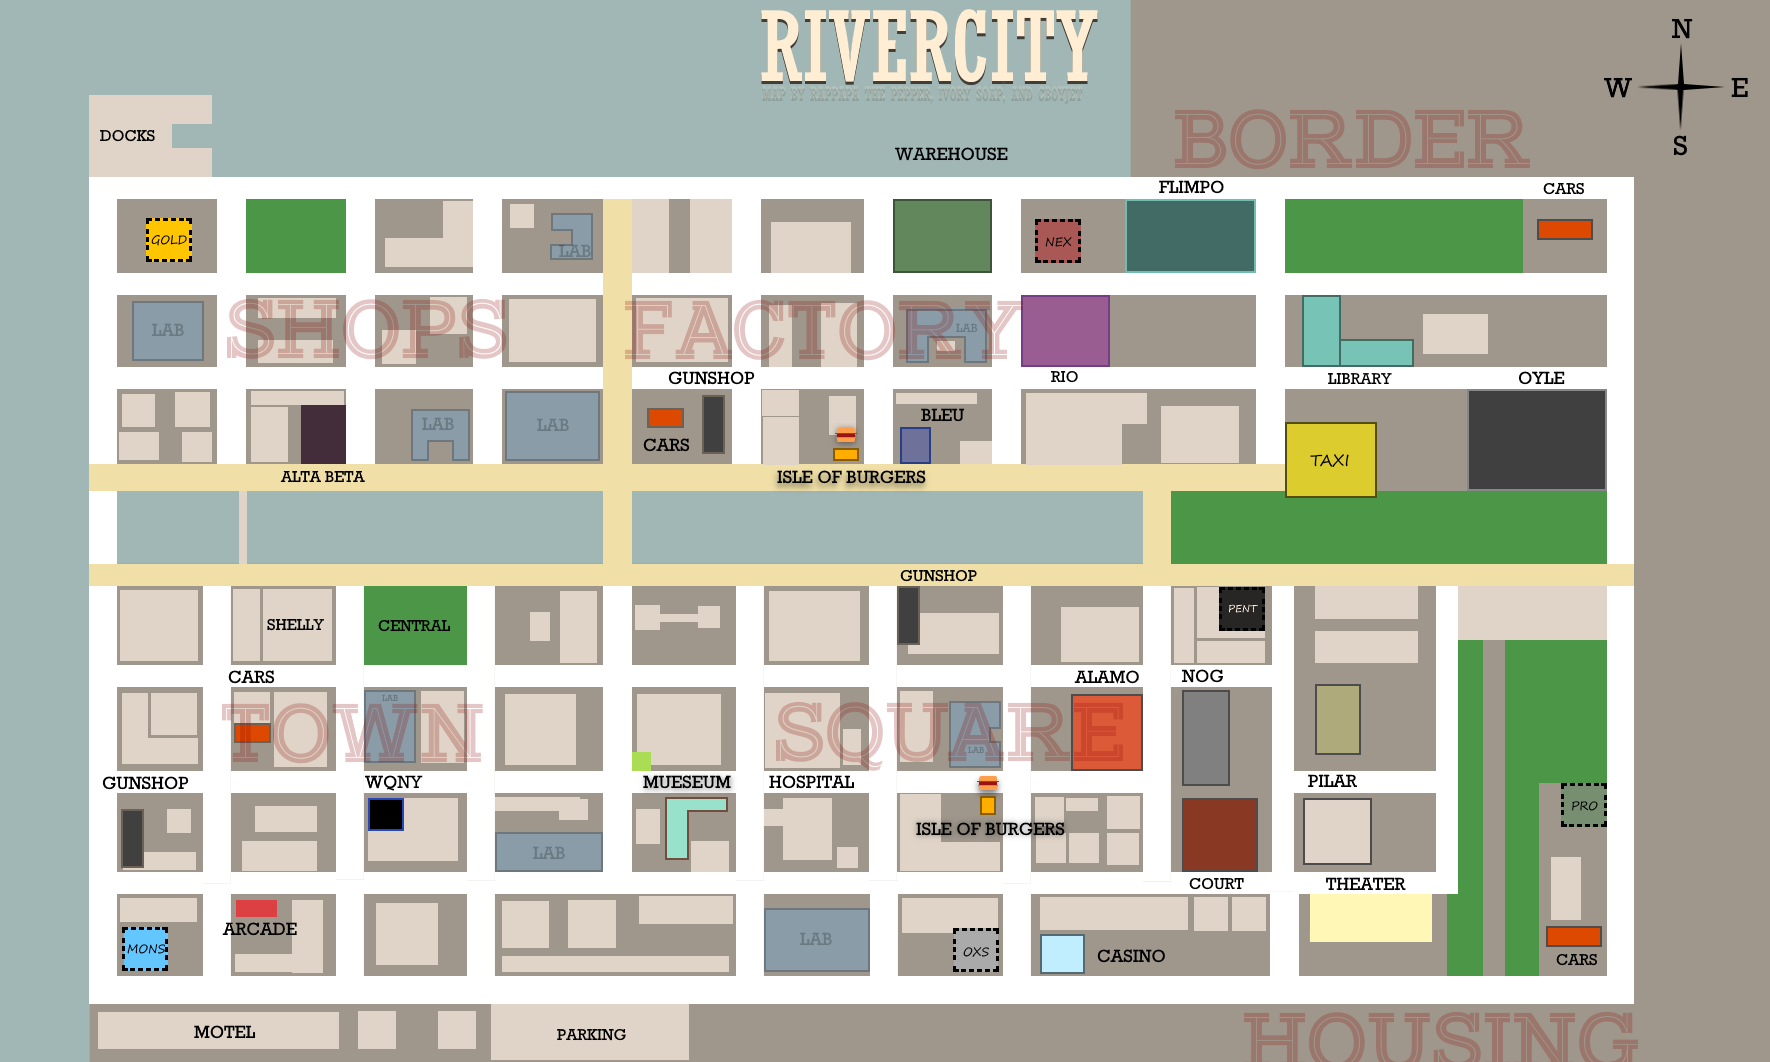 RIVERCITY
MAP BY RAPPAPA THE PEPPER, IVORY SOAP, AND CBOYJET
N
W E
S
BORDER
DOCKS
WAREHOUSE
FLIMPO
CARS
GOLD
LAB
NEX
LAB
SHOPS
FACTORY
LAB
GUNSHOP
RIO
LIBRARY
OYLE
LAB
LAB
CARS
BLEU
TAXI
ALTA BETA
ISLE OF BURGERS
GUNSHOP
SHELLY
CENTRAL
PENT
CARS
ALAMO
NOG
LAB
TOWN
SQUARE
LAB
GUNSHOP
WQNY
MUESEUM
HOSPITAL
PILAR
PRO
ISLE OF BURGERS
LAB
COURT
THEATER
ARCADE
MONS
LAB
OXS
CASINO
CARS
MOTEL
PARKING
HOUSING